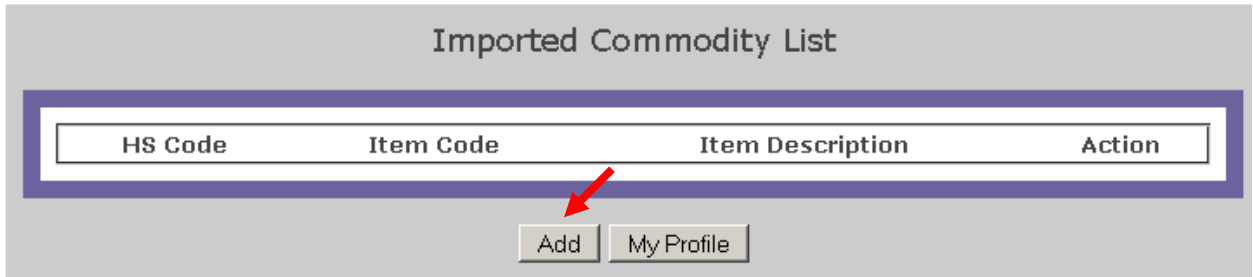 Imported Commodity List
HS Code Item Code Item Description Action
Add My Profile